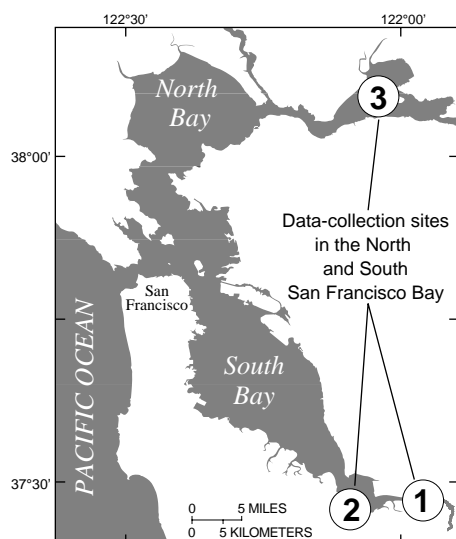 122°30'
122°00'
North
Bay
3
38°00'
Data-collection sites
in the North
and South
San Francisco Bay
San
Francisco
PACIFIC OCEAN
South
Bay
37°30'
0 5 MILES
0 5 KILOMETERS
2
1